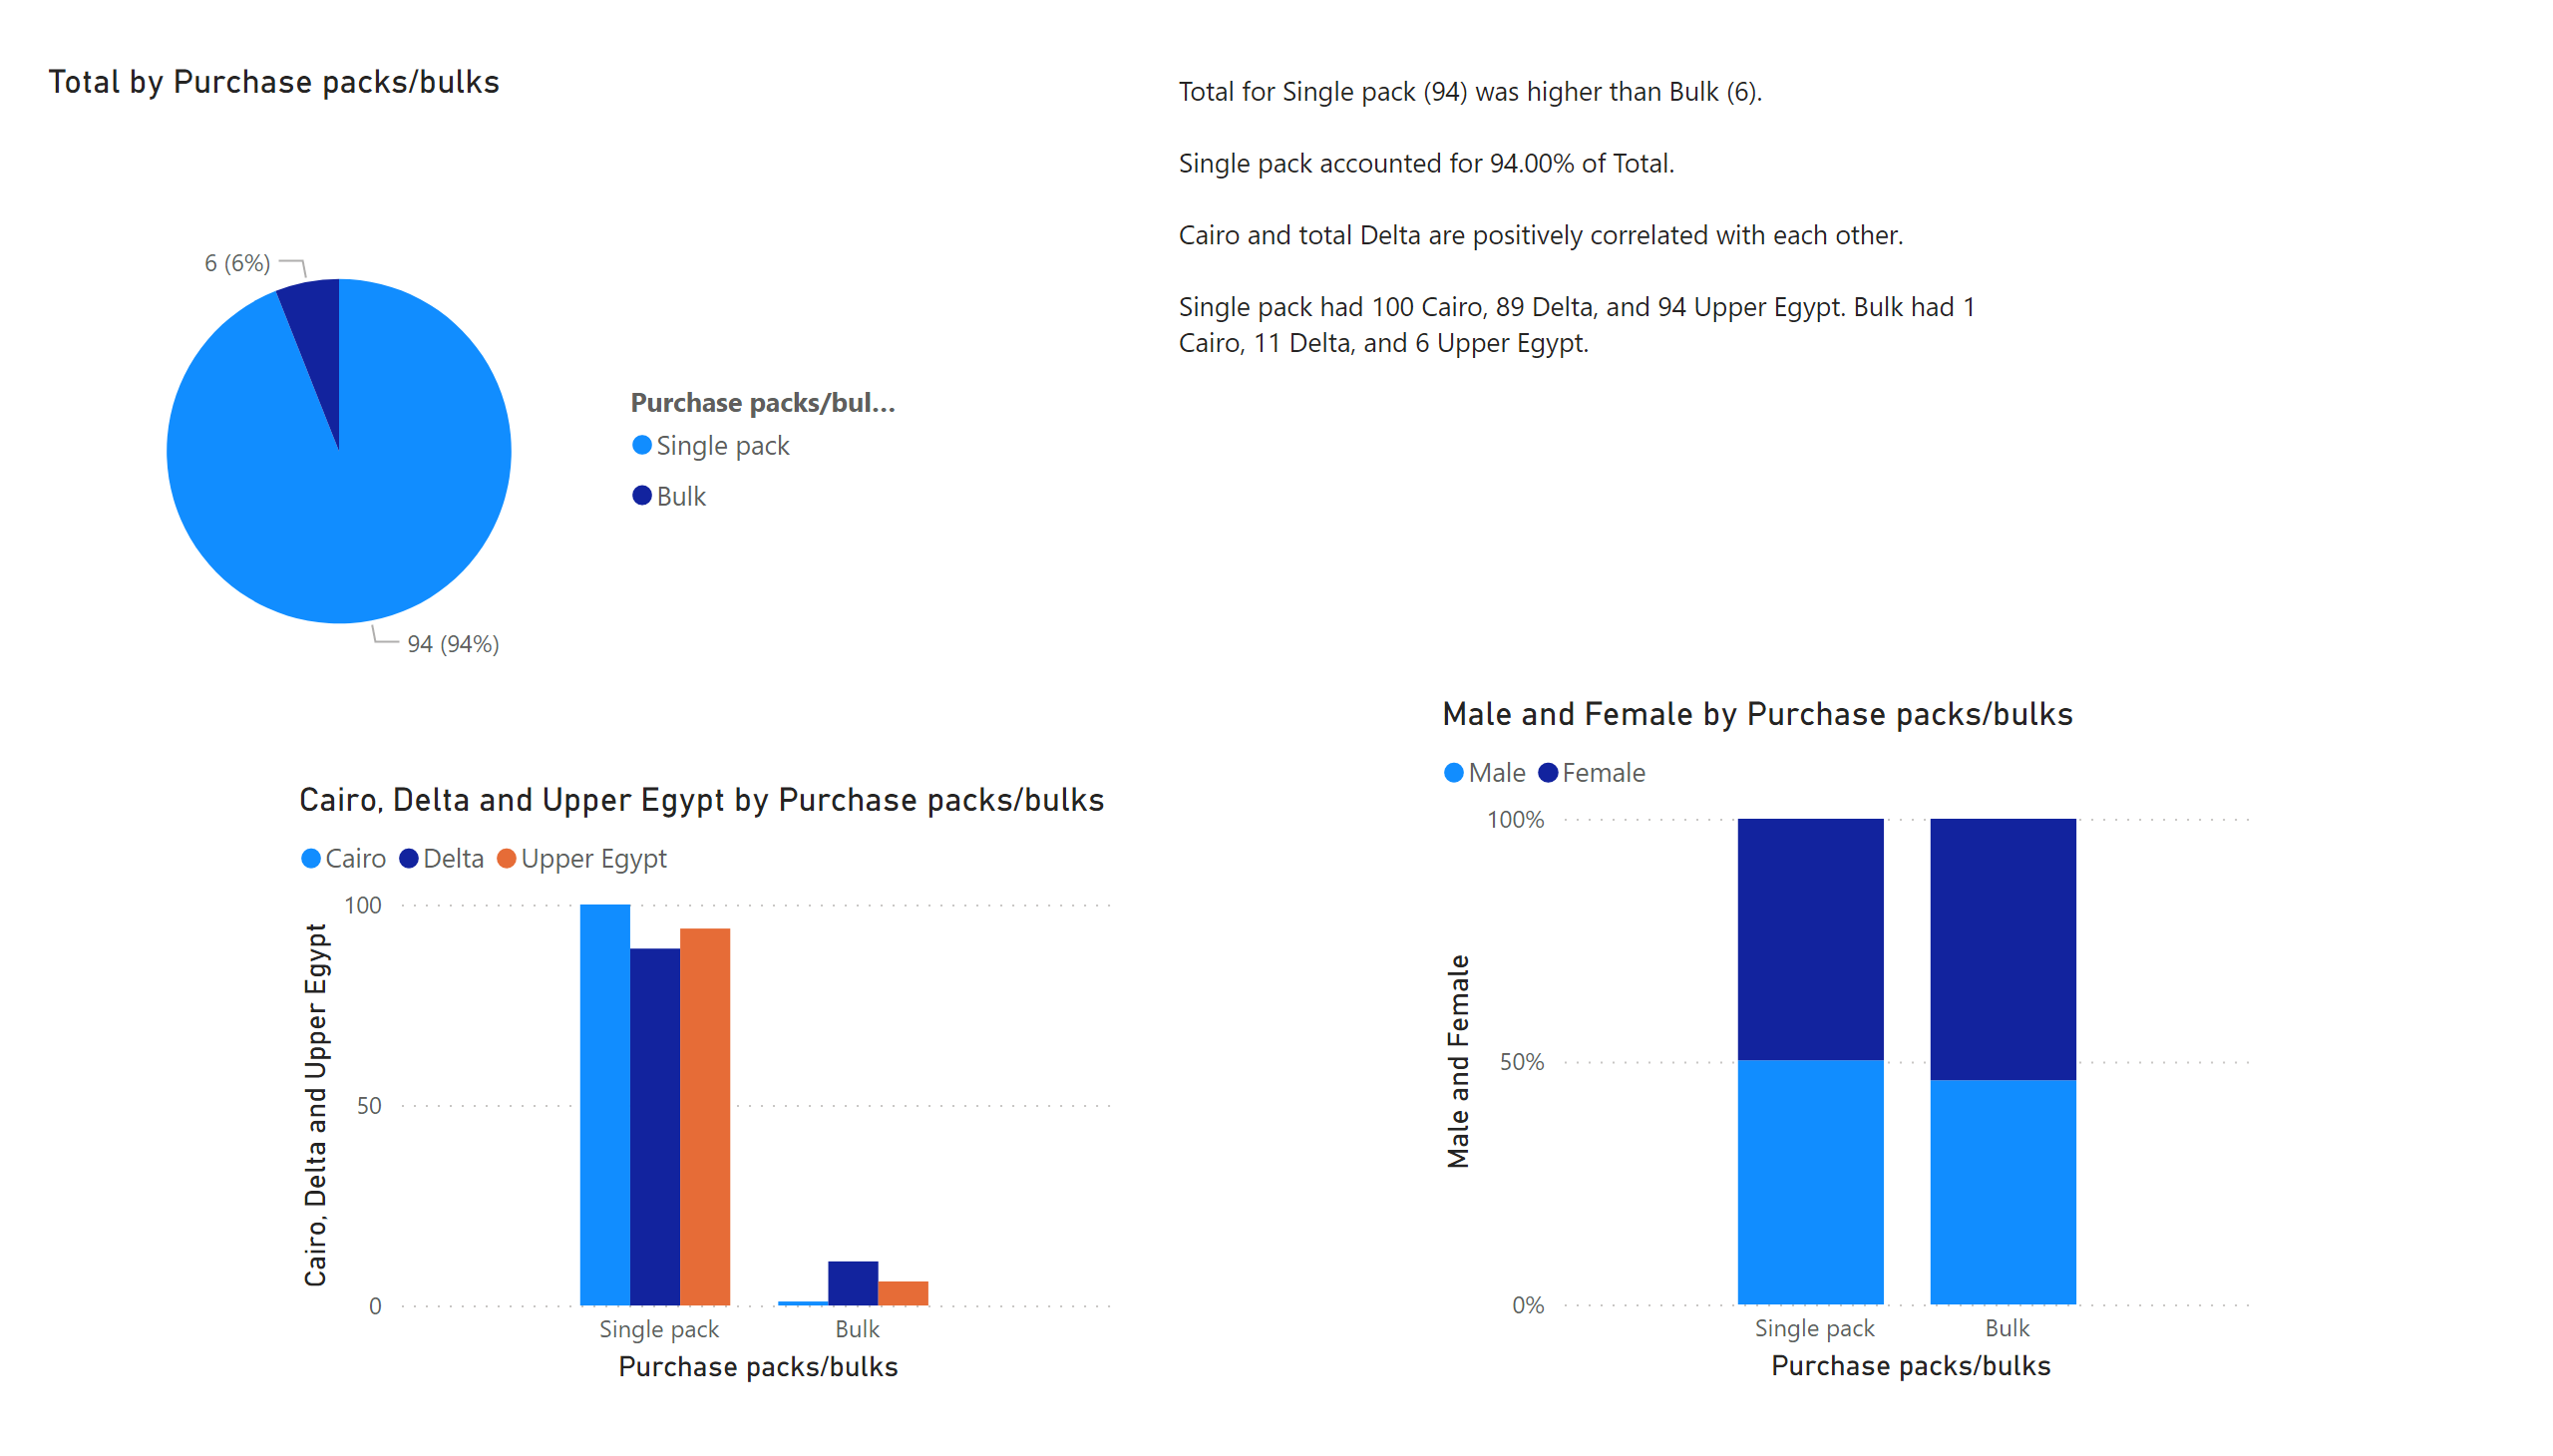 Total by Purchase packs/bulks
6 (6%)
94 (94%)
Purchase packs/bul...
Single pack
Bulk
Total for Single pack (94) was higher than Bulk (6).
Single pack accounted for 94.00% of Total.
Cairo and total Delta are positively correlated with each other.
Single pack had 100 Cairo, 89 Delta, and 94 Upper Egypt. Bulk had 1
Cairo, 11 Delta, and 6 Upper Egypt.
Cairo, Delta and Upper Egypt by Purchase packs/bulks
Cairo Delta Upper Egypt
Cairo, Delta and Upper Egypt
100
50
0
Single pack Bulk
Purchase packs/bulks
Male and Female by Purchase packs/bulks
Male Female
Male and Female
100%
50%
0%
Single pack Bulk
Purchase packs/bulks